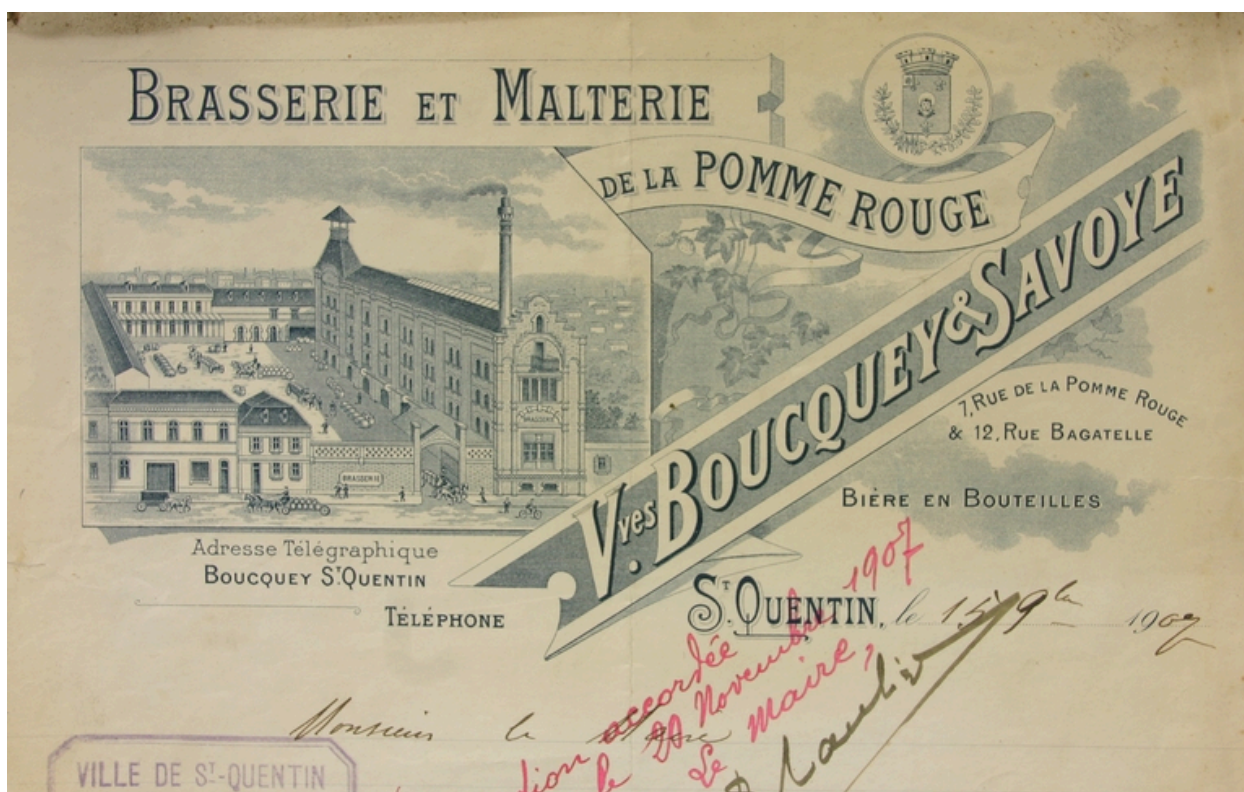 BRASSERIE ET MALTERIE
DE LA POMME ROUGE
Vves BOUCQUEY & SAVOYE
7, RUE DE LA POMME ROUGE
& 12, RUE BAGATELLE
BIÈRE EN BOUTEILLES
BRASSERIE
BRASSERIE
Adresse Télégraphique
BOUCQUEY ST QUENTIN
TÉLÉPHONE
ST QUENTIN, le 15 9bre 1907
accordée
le 20 Novembre 1907
Le Maire,
Monsieur le Maire
VILLE DE ST-QUENTIN